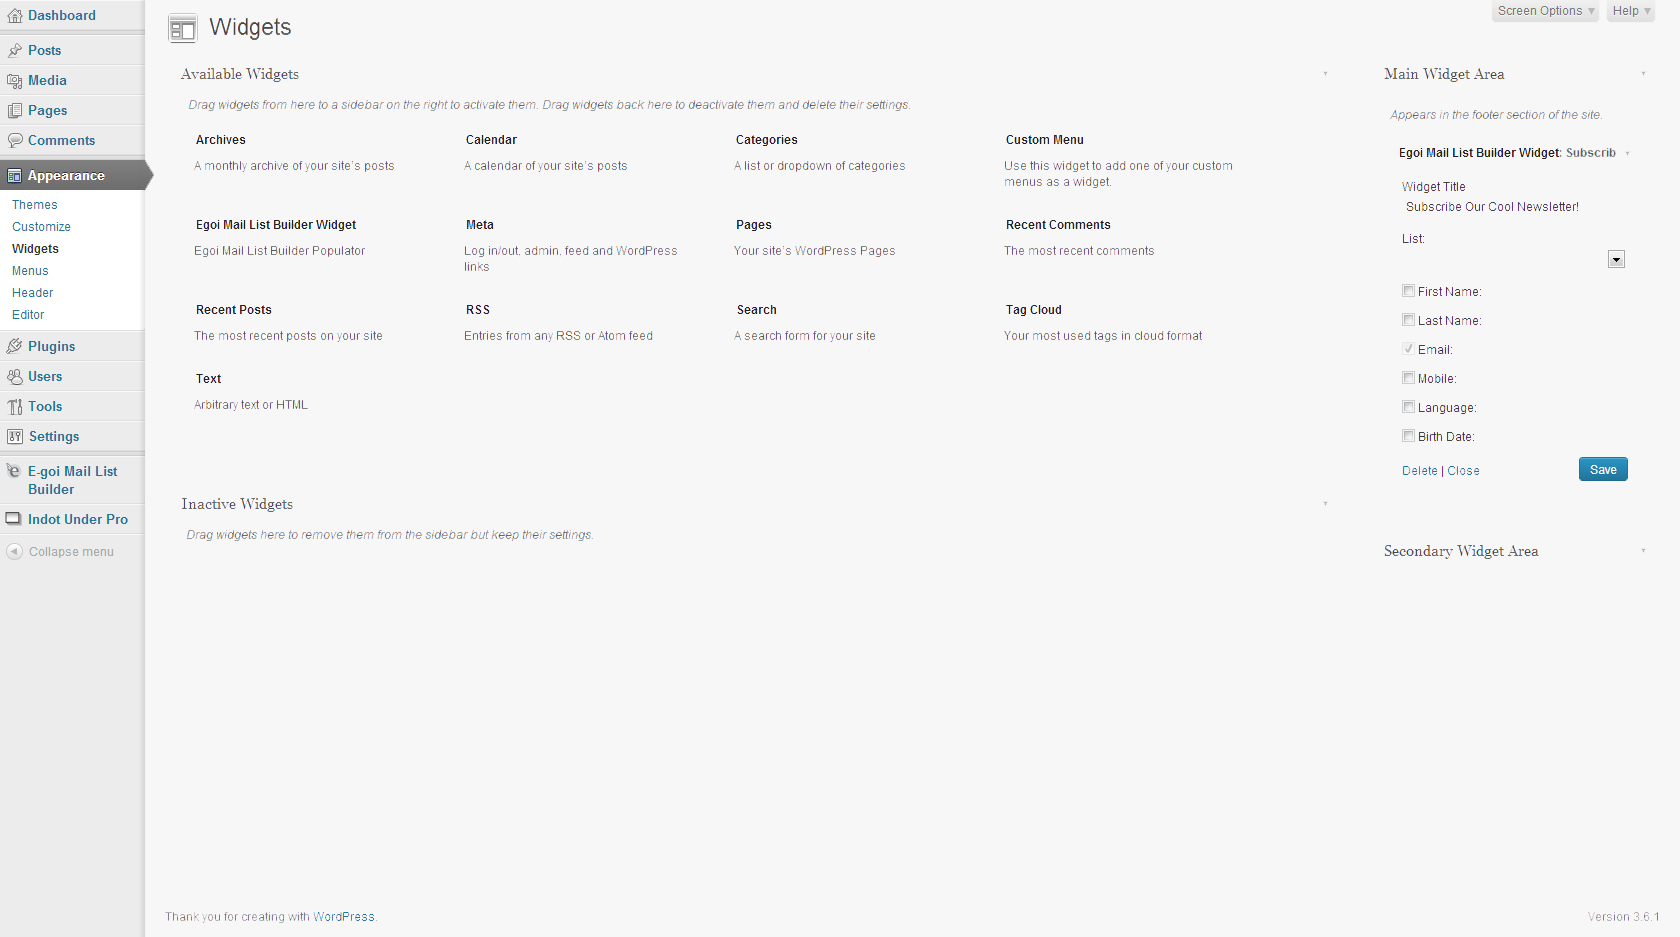 Dashboard
Posts
Media
Pages
Comments
Appearance
Themes
Customize
Widgets
Menus
Header
Editor
Plugins
Users
Tools
Settings
E-goi Mail List
Builder
Indot Under Pro
Collapse menu
Screen Options
Help
Widgets
Available Widgets
Drag widgets from here to a sidebar on the right to activate them. Drag widgets back here to deactivate them and delete their settings.
Archives
A monthly archive of your site's posts
Calendar
A calendar of your site's posts
Categories
A list or dropdown of categories
Custom Menu
Use this widget to add one of your custom
menus as a widget.
Egoi Mail List Builder Widget
Egoi Mail List Builder Populator
Meta
Log in/out, admin, feed and WordPress
links
Pages
Your site's WordPress Pages
Recent Comments
The most recent comments
Recent Posts
The most recent posts on your site
RSS
Entries from any RSS or Atom feed
Search
A search form for your site
Tag Cloud
Your most used tags in cloud format
Text
Arbitrary text or HTML
Inactive Widgets
Drag widgets here to remove them from the sidebar but keep their settings.
Main Widget Area
Appears in the footer section of the site.
Egoi Mail List Builder Widget: Subscrib
Widget Title
Subscribe Our Cool Newsletter!
List:
First Name:
Last Name:
Email:
Mobile:
Language:
Birth Date:
Delete | Close
Save
Secondary Widget Area
Thank you for creating with WordPress.
Version 3.6.1